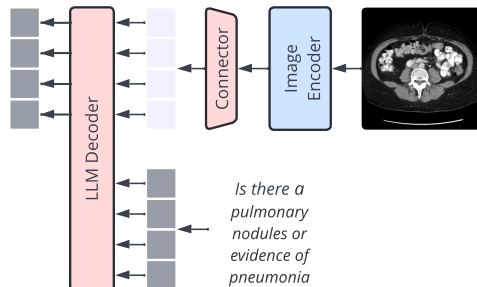 LLM Decoder
Connector
Image
Encoder
Is there a
pulmonary
nodules or
evidence of
pneumonia